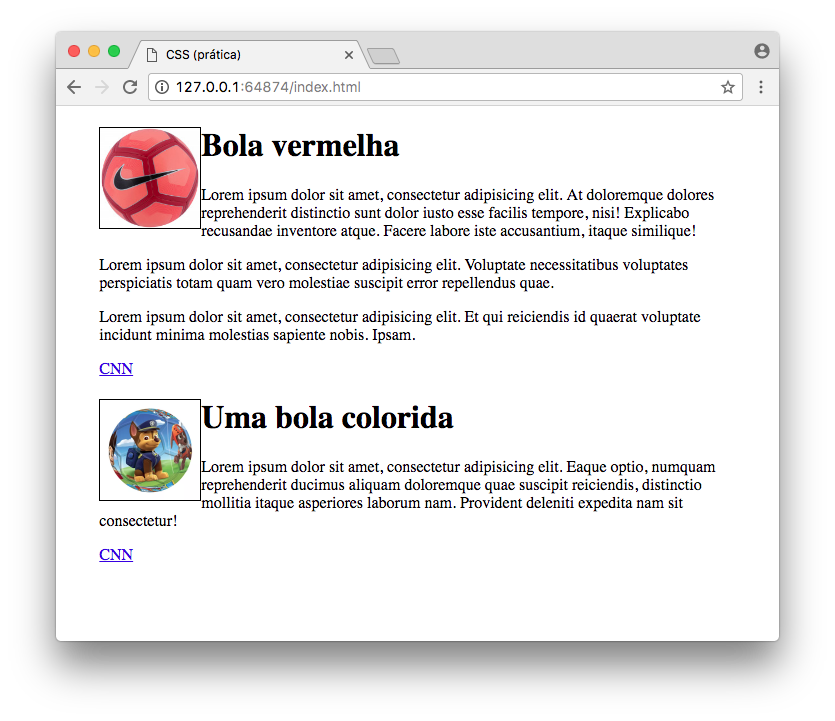 CSS (prática)
127.0.0.1:64874/index.html
Bola vermelha
Lorem ipsum dolor sit amet, consectetur adipisicing elit. At doloremque dolores
reprehenderit distinctio sunt dolor iusto esse facilis tempore, nisi! Explicabo
recusandae inventore atque. Facere labore iste accusantium, itaque similique!
Lorem ipsum dolor sit amet, consectetur adipisicing elit. Voluptate necessitatibus voluptates
perspiciatis totam quam vero molestiae suscipit error repellendus quae.
Lorem ipsum dolor sit amet, consectetur adipisicing elit. Et qui reiciendis id quaerat voluptate
incidunt minima molestias sapiente nobis. Ipsam.
CNN
Uma bola colorida
Lorem ipsum dolor sit amet, consectetur adipisicing elit. Eaque optio, numquam
reprehenderit ducimus aliquam doloremque quae suscipit reiciendis, distinctio
mollitia itaque asperiores laborum nam. Provident deleniti expedita nam sit
consectetur!
CNN